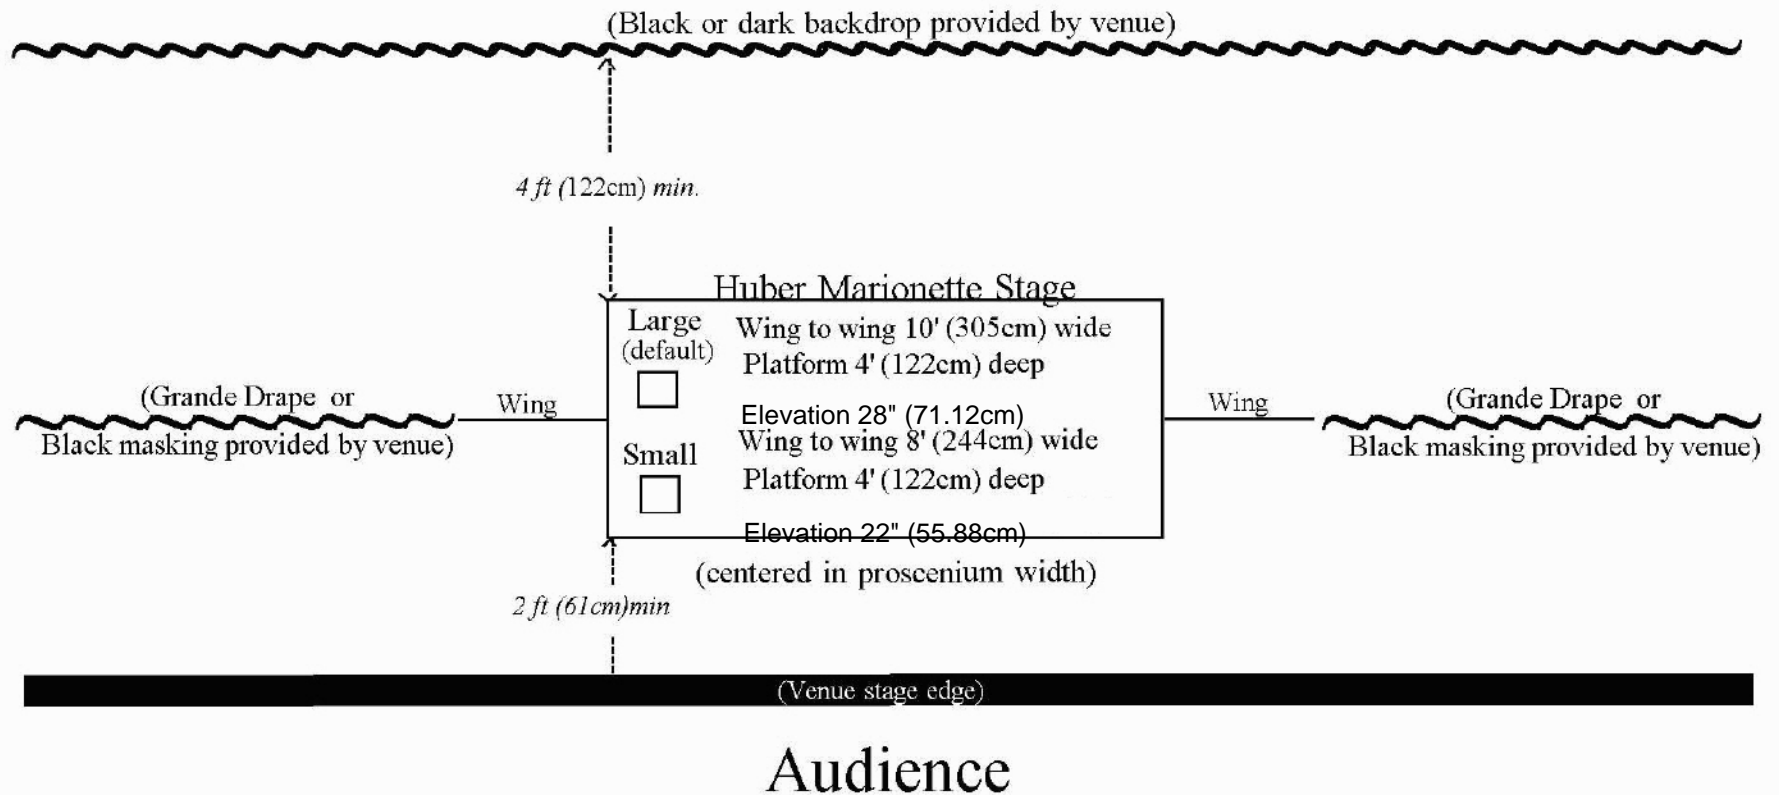 (Black or dark backdrop provided by venue)
4 ft (122cm) min.
Huber Marionette Stage
Large
(default)
Wing to wing 10' (305cm) wide
Platform 4' (122cm) deep
Elevation 28" (71.12cm)
Small
Wing to wing 8' (244cm) wide
Platform 4' (122cm) deep
Elevation 22" (55.88cm)
(Grande Drape or
Black masking provided by venue)
Wing
Wing
(Grande Drape or
Black masking provided by venue)
(centered in proscenium width)
2 ft (61cm)min
(Venue stage edge)
Audience